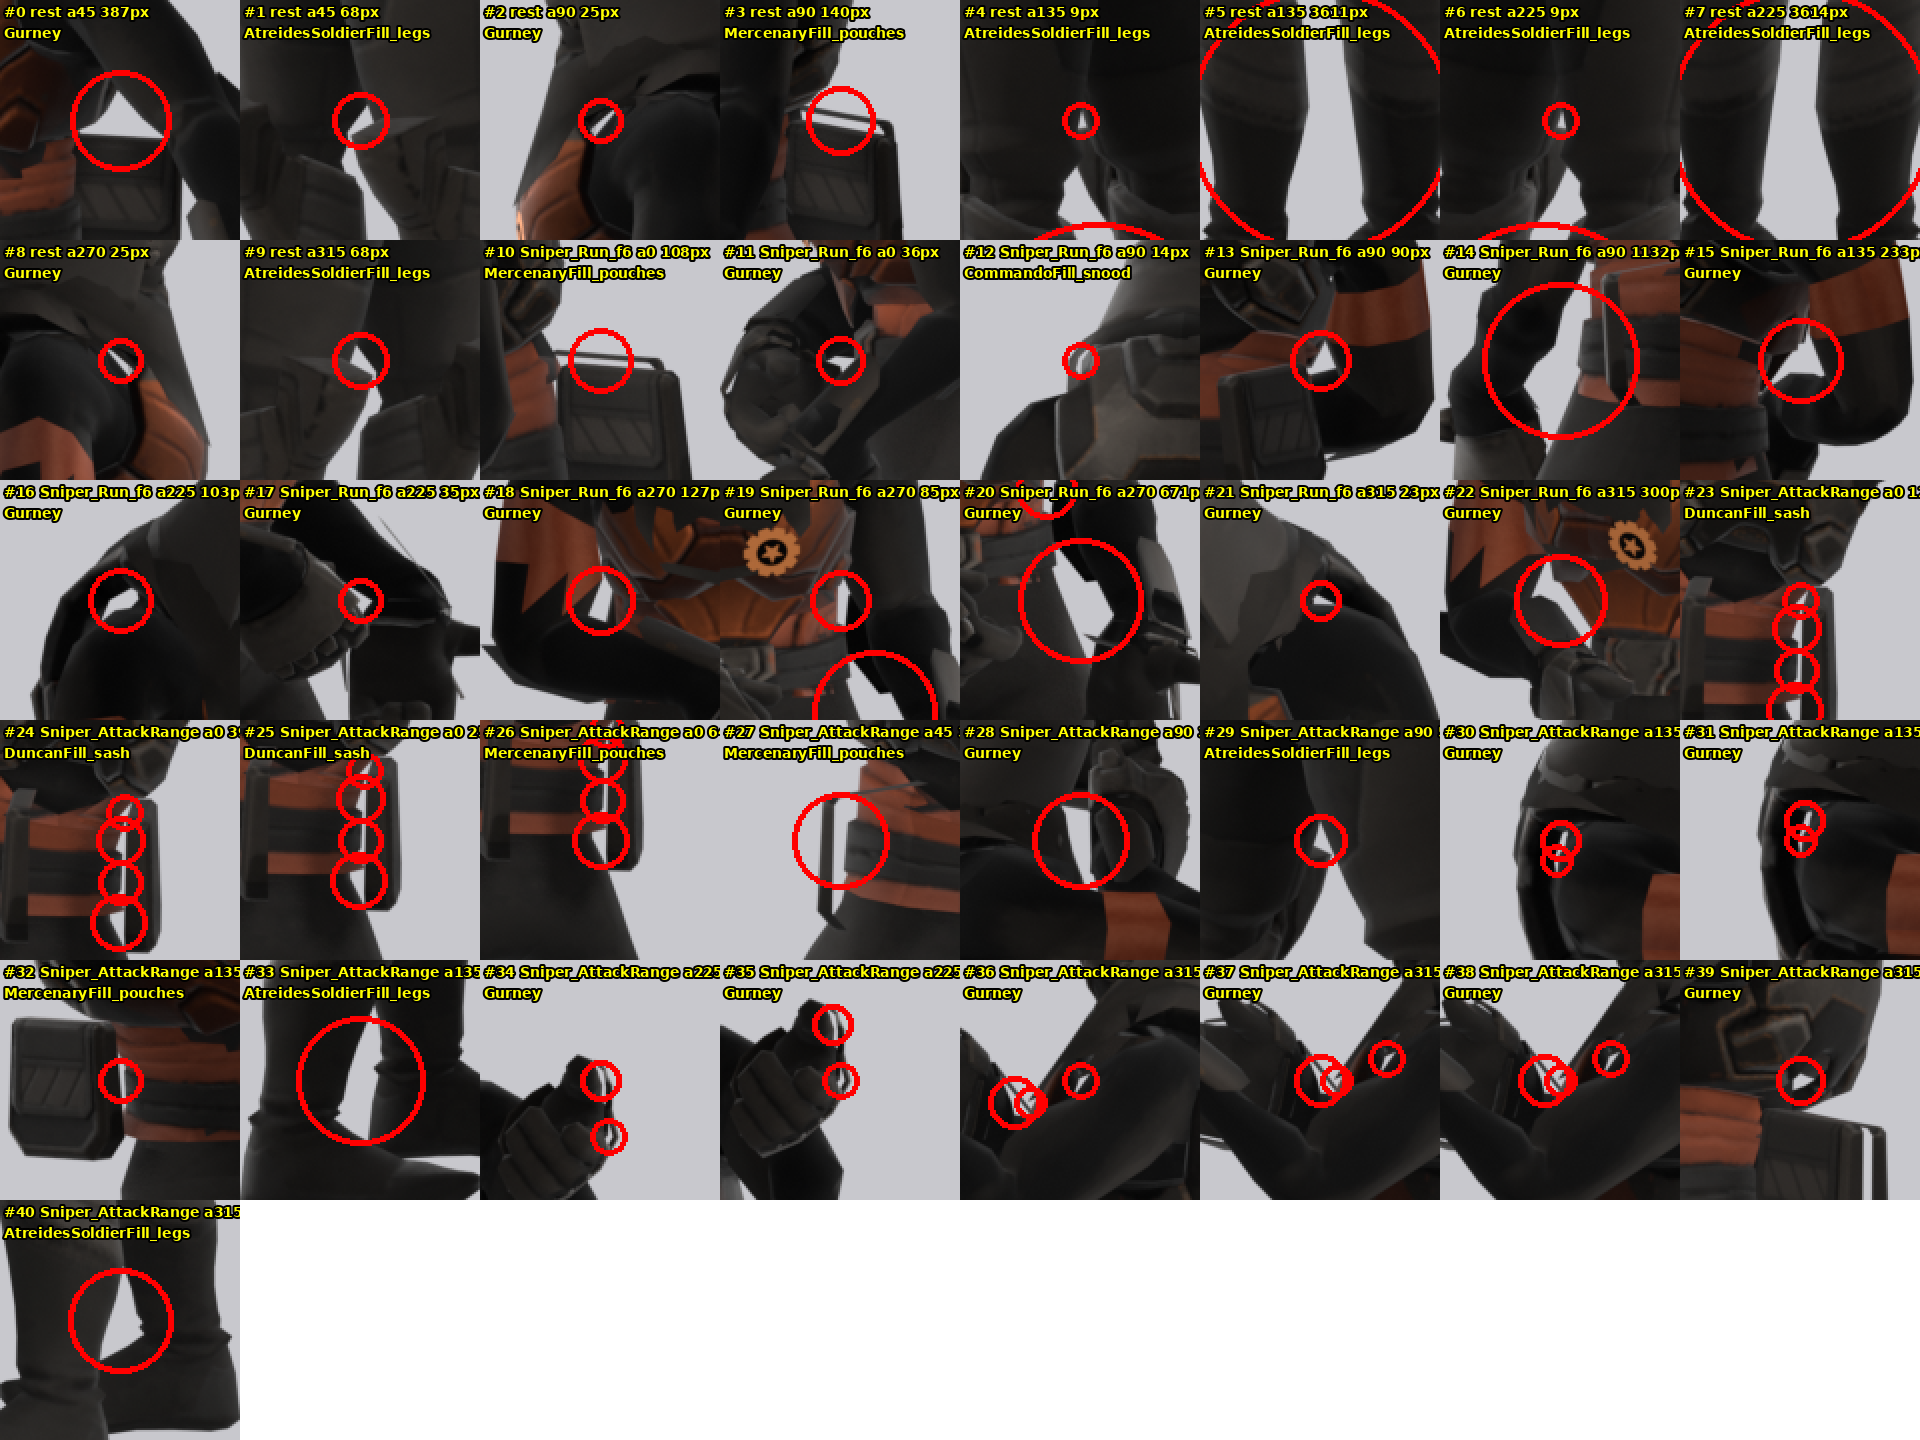 #0 rest a45 387px
Gurney
#1 rest a45 68px
AtreidesSoldierFill_legs
#2 rest a90 25px
Gurney
#3 rest a90 140px
MercenaryFill_pouches
#4 rest a135 9px
AtreidesSoldierFill_legs
#5 rest a135 3611px
AtreidesSoldierFill_legs
#6 rest a225 9px
AtreidesSoldierFill_legs
#7 rest a225 3614px
AtreidesSoldierFill_legs
#8 rest a270 25px
Gurney
#9 rest a315 68px
AtreidesSoldierFill_legs
#10 Sniper_Run_f6 a0 108px
MercenaryFill_pouches
#11 Sniper_Run_f6 a0 36px
Gurney
#12 Sniper_Run_f6 a90 14px
CommandoFill_snood
#13 Sniper_Run_f6 a90 90px
Gurney
#14 Sniper_Run_f6 a90 1132p
Gurney
#15 Sniper_Run_f6 a135 233p
Gurney
#16 Sniper_Run_f6 a225 103p
Gurney
#17 Sniper_Run_f6 a225 35px
Gurney
#18 Sniper_Run_f6 a270 127p
Gurney
#19 Sniper_Run_f6 a270 85px
Gurney
#20 Sniper_Run_f6 a270 671p
Gurney
#21 Sniper_Run_f6 a315 23px
Gurney
#22 Sniper_Run_f6 a315 300p
Gurney
#23 Sniper_AttackRange a0
DuncanFill_sash
#24 Sniper_AttackRange a0
DuncanFill_sash
#25 Sniper_AttackRange a0
DuncanFill_sash
#26 Sniper_AttackRange a0
MercenaryFill_pouches
#27 Sniper_AttackRange a45
MercenaryFill_pouches
#28 Sniper_AttackRange a90
Gurney
#29 Sniper_AttackRange a90
AtreidesSoldierFill_legs
#30 Sniper_AttackRange a135
Gurney
#31 Sniper_AttackRange a135
Gurney
#32 Sniper_AttackRange a135
MercenaryFill_pouches
#33 Sniper_AttackRange a135
AtreidesSoldierFill_legs
#34 Sniper_AttackRange a225
Gurney
#35 Sniper_AttackRange a225
Gurney
#36 Sniper_AttackRange a315
Gurney
#37 Sniper_AttackRange a315
Gurney
#38 Sniper_AttackRange a315
Gurney
#39 Sniper_AttackRange a315
Gurney
#40 Sniper_AttackRange a315
AtreidesSoldierFill_legs